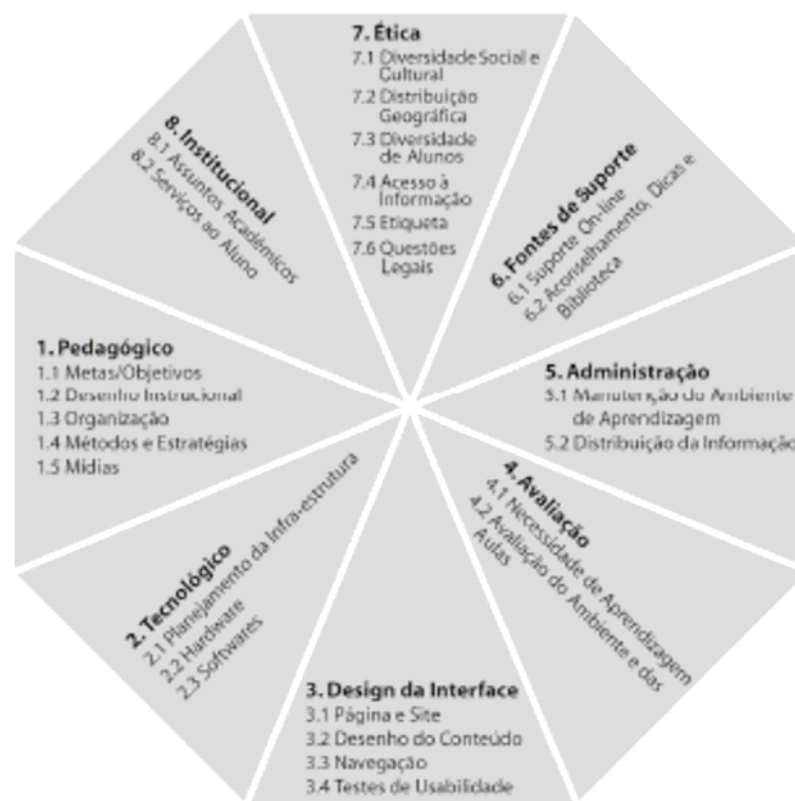 7. Ética
7.1 Diversidade Social e
Cultural
7.2 Distribuição
Geográfica
7.3 Diversidade
de Alunos
7.4 Acesso à
Informação
7.5 Etiqueta
7.6 Questões
Legais
8. Institucional
8.1 Assuntos Acadêmicos
8.2 Serviços ao Aluno
6. Fontes de Suporte
6.1 Suporte On-line
6.2 Aconselhamento, Dicas e
Biblioteca
1. Pedagógico
1.1 Metas/Objetivos
1.2 Desenho Instrucional
1.3 Organização
1.4 Métodos e Estratégias
1.5 Mídias
5. Administração
5.1 Manutenção do Ambiente
de Aprendizagem
5.2 Distribuição da Informação
2. Tecnológico
2.1 Planejamento da Infra-estrutura
2.2 Hardware
2.3 Softwares
4. Avaliação
4.1 Necessidade de Aprendizagem
4.2 Avaliação do Ambiente e das
Aulas
3. Design da Interface
3.1 Página e Site
3.2 Desenho do Conteúdo
3.3 Navegação
3.4 Testes de Usabilidade